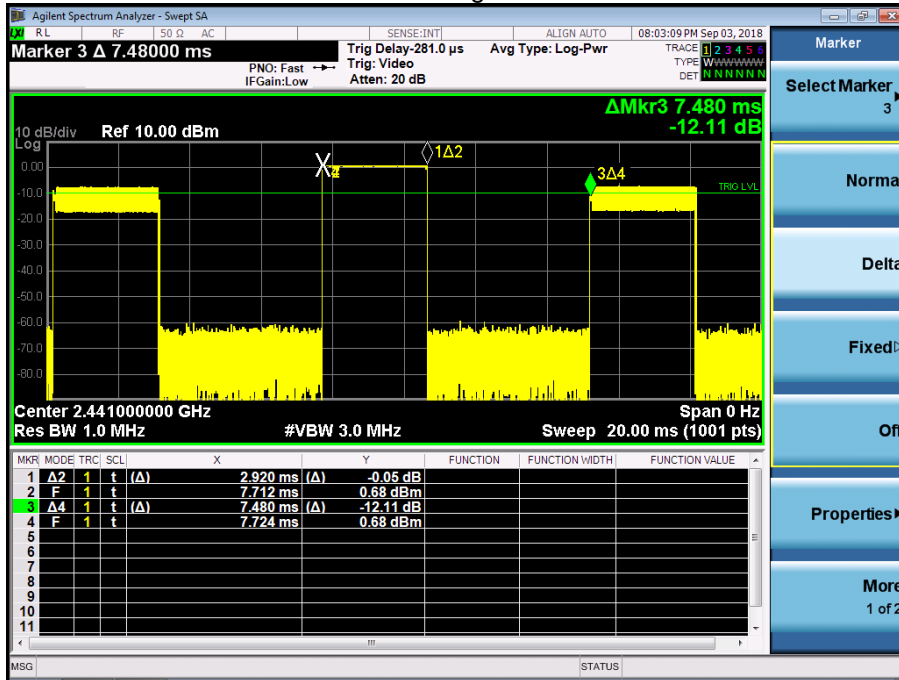 Agilent Spectrum Analyzer - Swept SA
LXI RL RF 50 Ω AC SENSE:INT ALIGN AUTO 08:03:09 PM Sep 03, 2018
Marker 3 Δ 7.48000 ms Trig Delay-281.0 µs Avg Type: Log-Pwr TRACE 1 2 3 4 5 6
PNO: Fast Trig: Video TYPE WWWWWW
IFGain:Low Atten: 20 dB DET N N N N N N
ΔMkr3 7.480 ms
10 dB/div Ref 10.00 dBm -12.11 dB
Log
0.00
-10.0
-20.0
-30.0
-40.0
-50.0
-60.0
-70.0
-80.0
X
1Δ2
3Δ4
TRIG LVL
Center 2.441000000 GHz Span 0 Hz
Res BW 1.0 MHz #VBW 3.0 MHz Sweep 20.00 ms (1001 pts)
MKR MODE TRC SCL X Y FUNCTION FUNCTION WIDTH FUNCTION VALUE
1 Δ2 1 t (Δ) 2.920 ms (Δ) -0.05 dB
2 F 1 t 7.712 ms 0.68 dBm
3 Δ4 1 t (Δ) 7.480 ms (Δ) -12.11 dB
4 F 1 t 7.724 ms 0.68 dBm
5
6
7
8
9
10
11
MSG STATUS
Marker
Select Marker
3
Norma
Delta
Fixed
Off
Properties
More
1 of 2